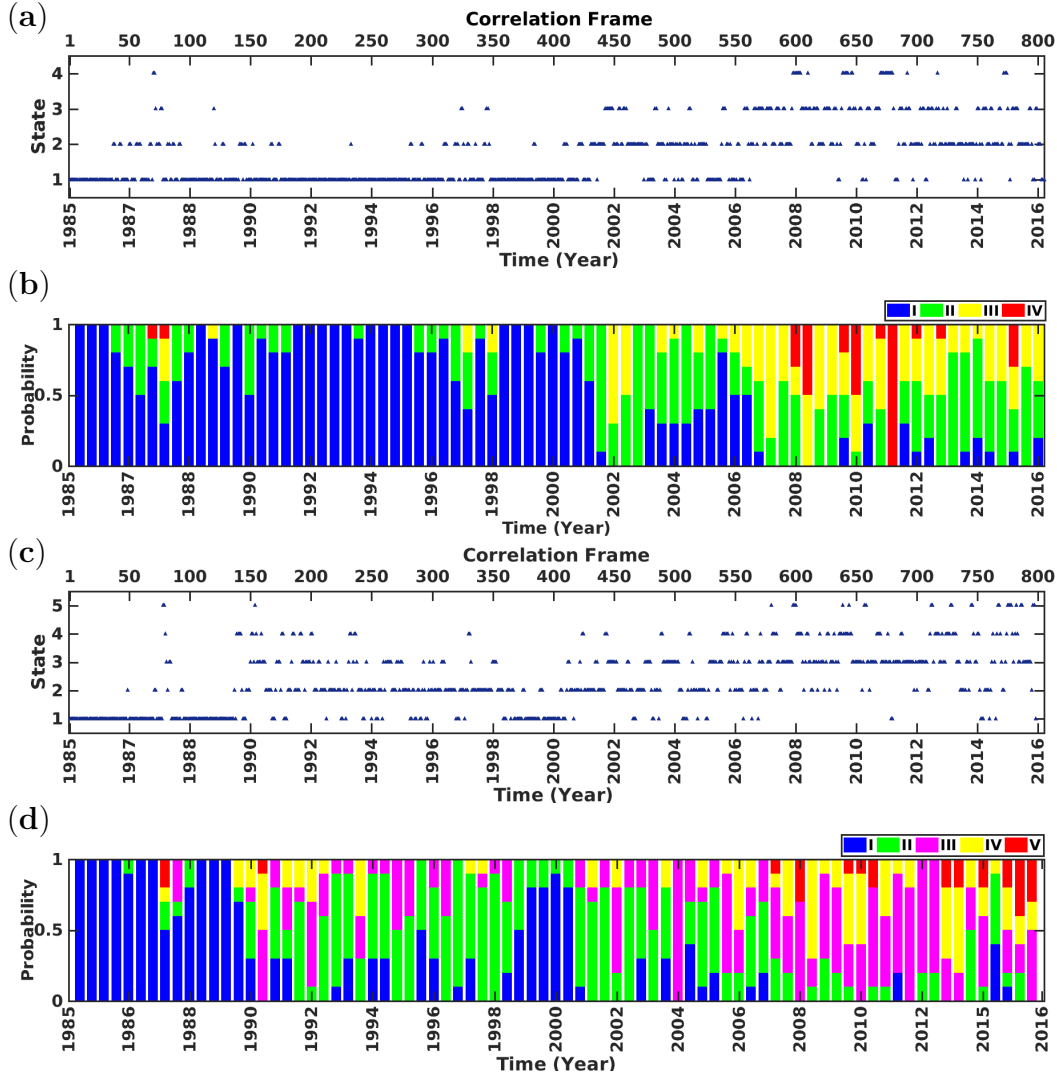 (a)
Correlation Frame
1 50 100 150 200 250 300 350 400 450 500 550 600 650 700 750 800
4
3
2
1
State
1985 1987 1988 1990 1992 1994 1996 1998 2000 2002 2004 2006 2008 2010 2012 2014 2016
Time (Year)
(b)
I II III IV
1
0.5
0
Probability
1985 1987 1990 1992 1994 1996 1998 2000 2002 2004 2006 2008 2010 2012 2014 2016
Time (Year)
(c)
Correlation Frame
1 50 100 150 200 250 300 350 400 450 500 550 600 650 700 750 800
5
4
3
2
1
State
1985 1987 1988 1990 1992 1994 1996 1998 2000 2002 2004 2006 2008 2010 2012 2014 2016
Time (Year)
(d)
I II III IV V
1
0.5
0
Probability
1985 1986 1988 1990 1992 1994 1996 1998 2000 2002 2004 2006 2008 2010 2013 2015 2016
Time (Year)